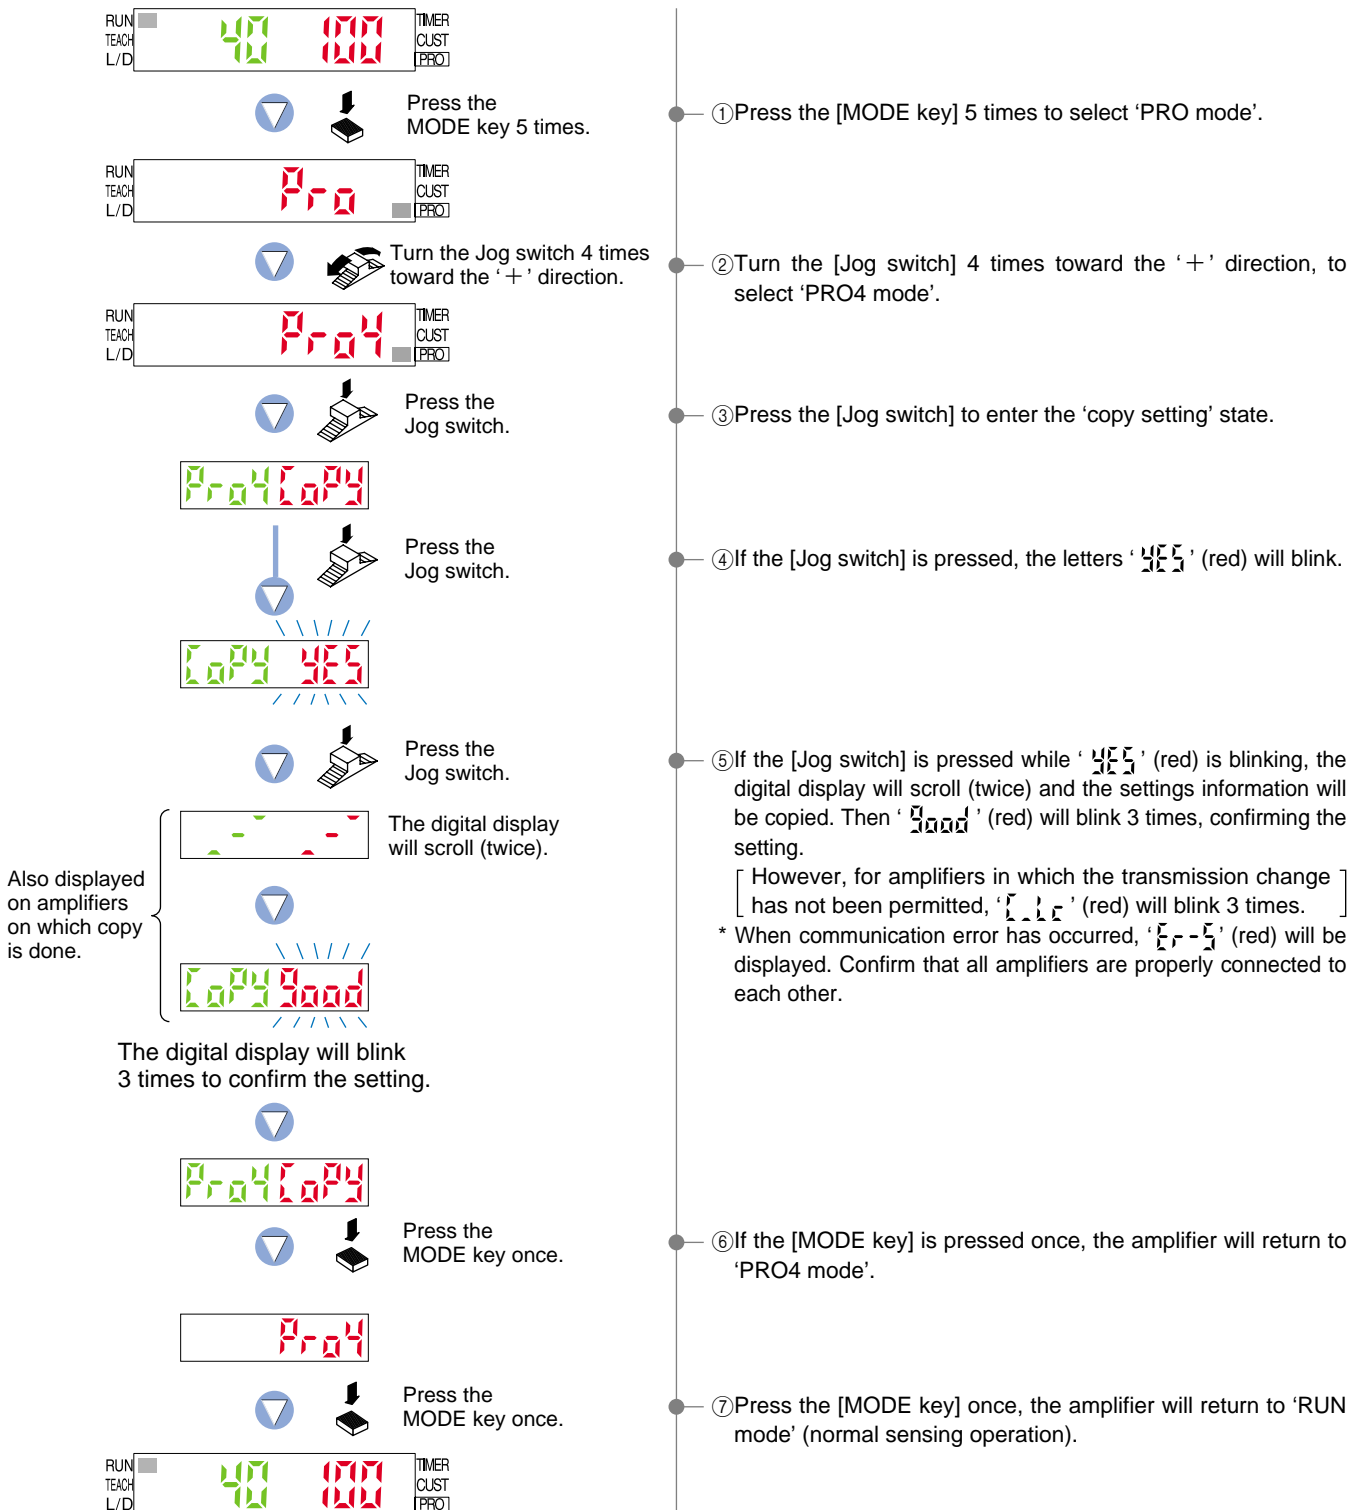 RUN
TEACH
L/D
40 100
TIMER
CUST
PRO
Press the
MODE key 5 times.
①Press the [MODE key] 5 times to select ‘PRO mode’.
RUN
TEACH
L/D
Pro
TIMER
CUST
PRO
Turn the Jog switch 4 times
toward the ‘＋’ direction.
②Turn the [Jog switch] 4 times toward the ‘＋’ direction, to
select ‘PRO4 mode’.
RUN
TEACH
L/D
Pro4
TIMER
CUST
PRO
Press the
Jog switch.
③Press the [Jog switch] to enter the ‘copy setting’ state.
Pro4 CoPY
Press the
Jog switch.
④If the [Jog switch] is pressed, the letters ‘ YES ’ (red) will blink.
CoPY YES
Press the
Jog switch.
⑤If the [Jog switch] is pressed while ‘ YES ’ (red) is blinking, the
digital display will scroll (twice) and the settings information will
be copied. Then ‘ good ’ (red) will blink 3 times, confirming the
setting.
[ However, for amplifiers in which the transmission change
has not been permitted, ‘ C_lr ’ (red) will blink 3 times. ]
* When communication error has occurred, ‘ Er-5 ’ (red) will be
displayed. Confirm that all amplifiers are properly connected to
each other.
The digital display
will scroll (twice).
Also displayed
on amplifiers
on which copy
is done.
CoPY good
The digital display will blink
3 times to confirm the setting.
Pro4 CoPY
Press the
MODE key once.
⑥If the [MODE key] is pressed once, the amplifier will return to
‘PRO4 mode’.
Pro4
Press the
MODE key once.
⑦Press the [MODE key] once, the amplifier will return to ‘RUN
mode’ (normal sensing operation).
RUN
TEACH
L/D
40 100
TIMER
CUST
PRO